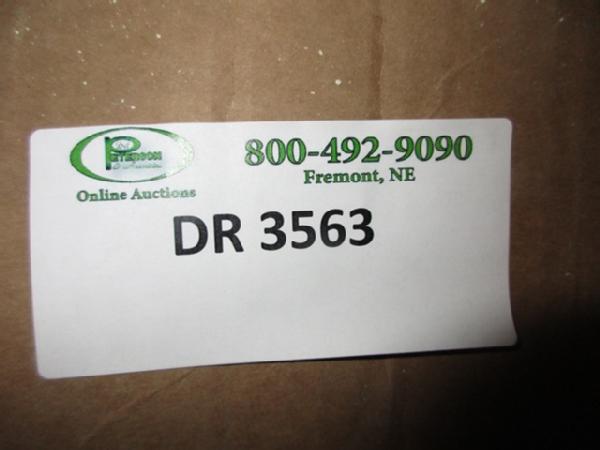 PETERSON
Online Auctions
800-492-9090
Fremont, NE
DR 3563